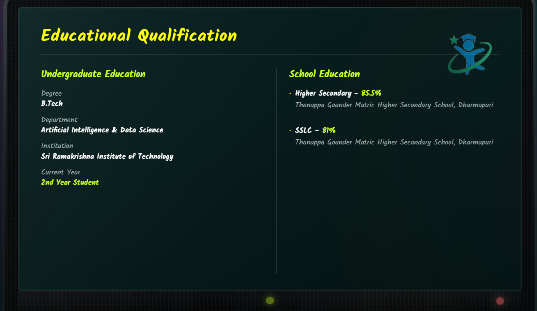 Educational Qualification
Undergraduate Education
Degree
B.Tech
Department
Artificial Intelligence & Data Science
Institution
Sri Ramakrishna Institute of Technology
Current Year
2nd Year Student
School Education
- Higher Secondary – 85.5%
Thanappa Gounder Matric Higher Secondary School, Dharmapuri
- SSLC – 81%
Thanappa Gounder Matric Higher Secondary School, Dharmapuri